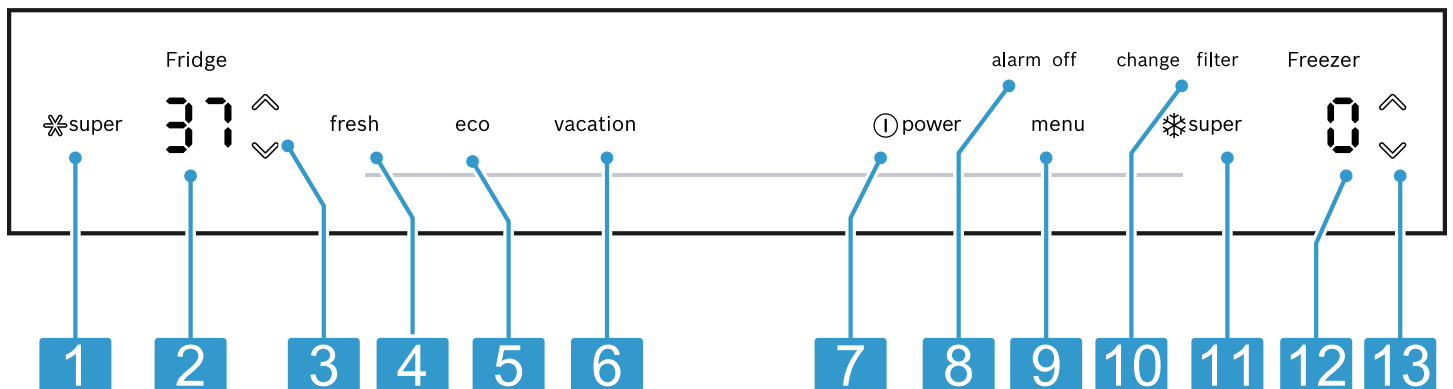 Fridge alarm off change filter Freezer
super 37 fresh eco vacation power menu super 0
1 2 3 4 5 6 7 8 9 10 11 12 13